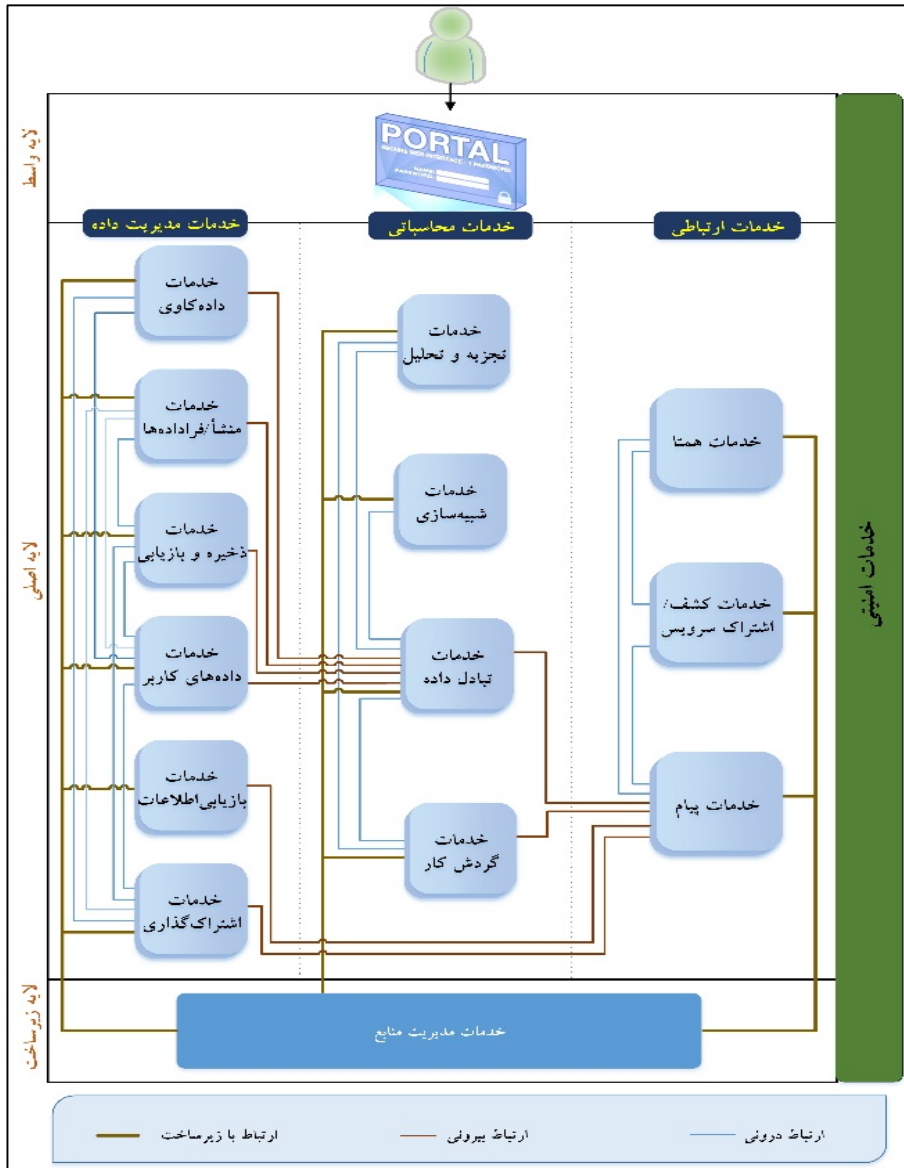 لایه واسط
PORTAL
خدمات ارتباطی
خدمات محاسباتی
خدمات مدیریت داده
لایه اصلی
خدمات همتا
خدمات کشف/
اشتراک سرویس
خدمات پیام
خدمات
تجزیه و تحلیل
خدمات
شبیه‌سازی
خدمات
تبادل داده
خدمات
گردش کار
خدمات
داده‌کاوی
خدمات
منشأ/فراداده‌ها
خدمات
ذخیره و بازیابی
خدمات
داده‌های کاربر
خدمات
بازیابی‌اطلاعات
خدمات
اشتراک‌گذاری
خدمات امنیتی
لایه زیرساخت
خدمات مدیریت منابع
ارتباط درونی
ارتباط بیرونی
ارتباط با زیرساخت